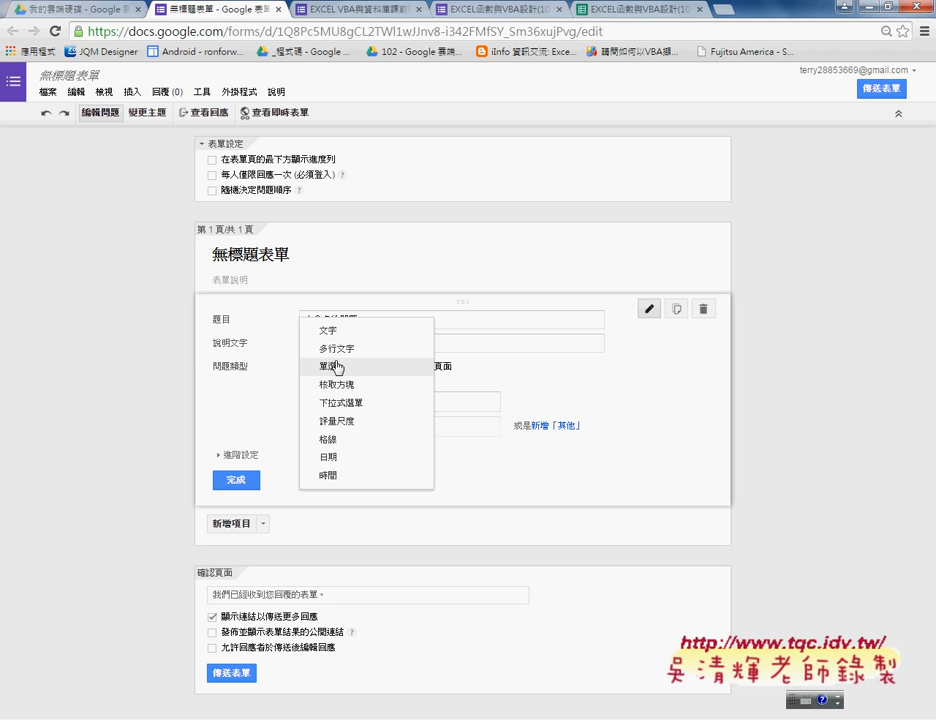 我的雲端硬碟 - Google 雲
無標題表單 - Google 表單
EXCEL VBA與資料庫課前
EXCEL函數與VBA設計(10
EXCEL函數與VBA設計(10
https://docs.google.com/forms/d/1Q8Pc5MU8gCL2TWl1wJJnv8-i342FMfSY_Sm36xujPvg/edit
應用程式
JQM Designer
Android - ronforw...
_程式碼 - Google ...
102 - Google 雲端...
iInfo 資訊交流: Exce...
請問如何以VBA擷...
Fujitsu America - S...
無標題表單
terry28853669@gmail.com
檔案 編輯 檢視 插入 回覆 (0) 工具 外掛程式 說明
傳送表單
編輯問題 變更主題 查看回應 查看即時表單
表單設定
在表單頁的最下方顯示進度列
每人僅限回應一次 (必須登入) ?
隨機決定問題順序 ?
第 1 頁/共 1 頁
無標題表單
表單說明
題目
說明文字
問題類型
頁面
文字
多行文字
單選
核取方塊
下拉式選單
評量尺度
格線
日期
時間
或是新增「其他」
進階設定
完成
新增項目
確認頁面
我們已經收到您回覆的表單。
顯示連結以傳送更多回應
發佈並顯示表單結果的公開連結 ?
允許回應者於傳送後編輯回應
傳送表單
http://www.tqc.idv.tw/
吳清輝老師錄製